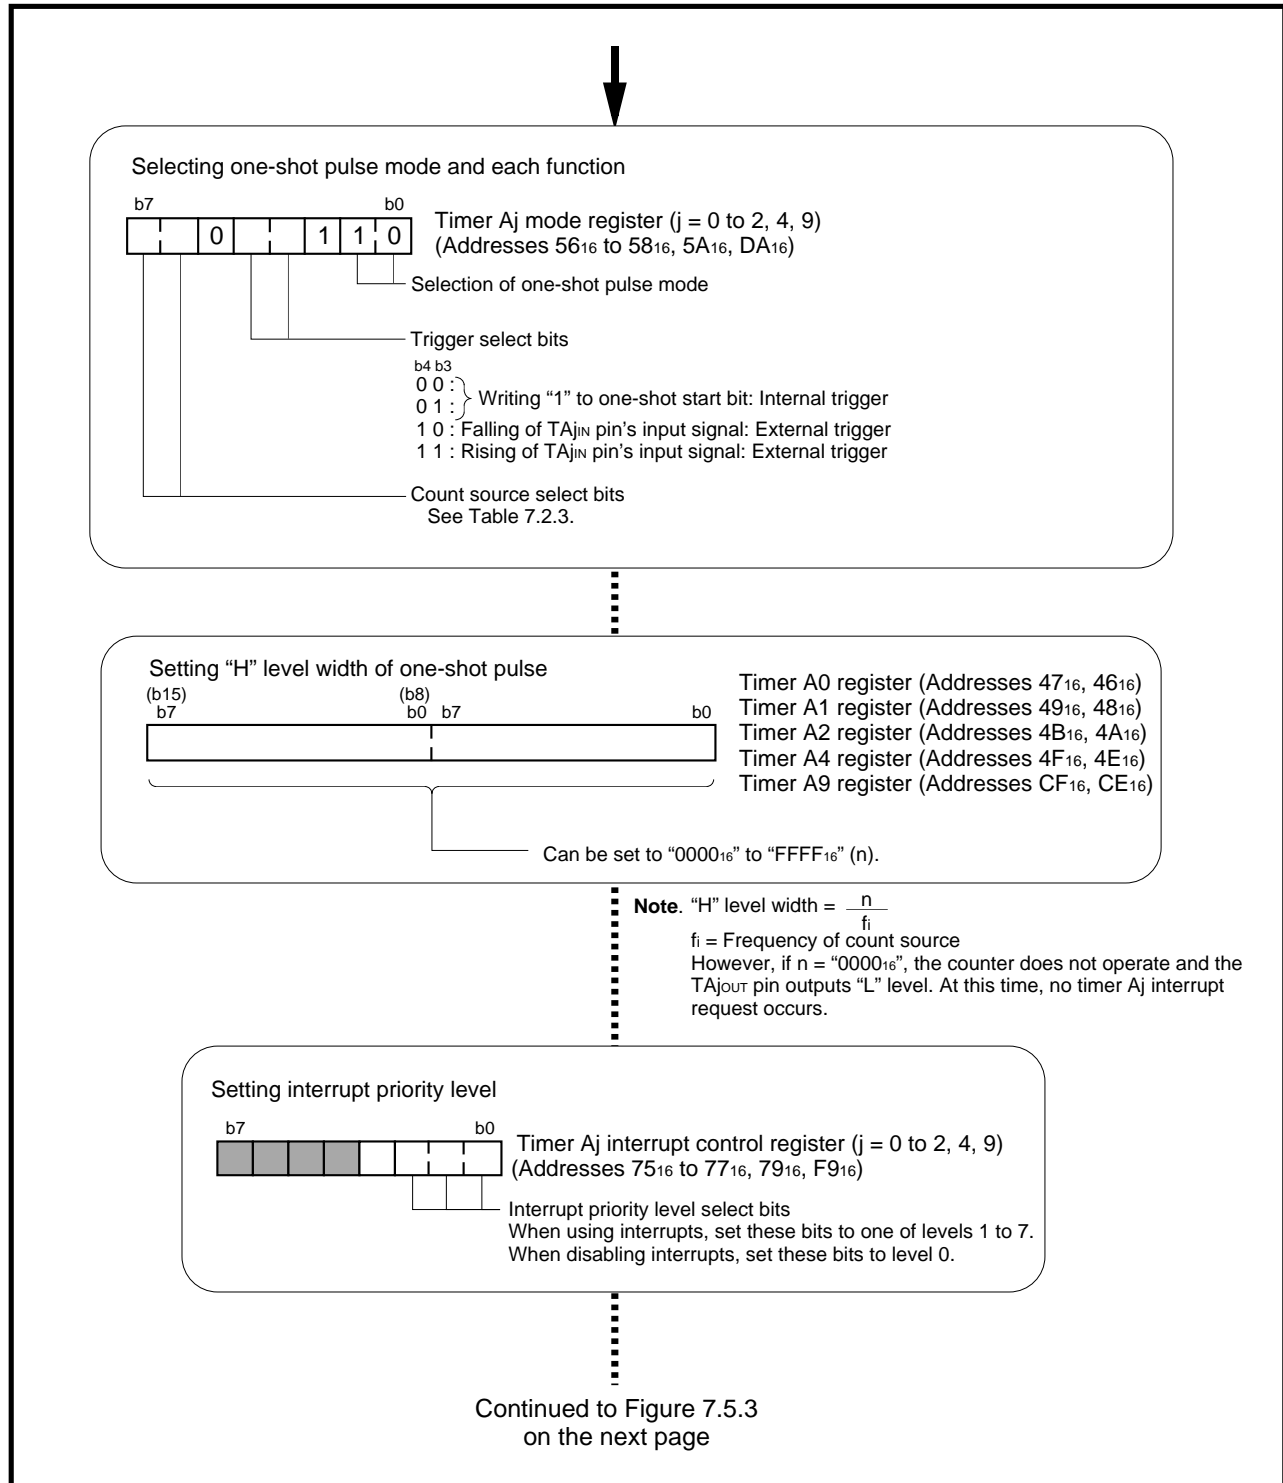 Selecting one-shot pulse mode and each function
b7 b0
0 1 1 0
Timer Aj mode register (j = 0 to 2, 4, 9)
(Addresses 5616 to 5816, 5A16, DA16)
Selection of one-shot pulse mode
Trigger select bits
b4 b3
0 0 :
0 1 :
Writing “1” to one-shot start bit: Internal trigger
1 0 : Falling of TAjIN pin’s input signal: External trigger
1 1 : Rising of TAjIN pin’s input signal: External trigger
Count source select bits
See Table 7.2.3.
Setting “H” level width of one-shot pulse
(b15) (b8)
b7 b0 b7 b0
Timer A0 register (Addresses 4716, 4616)
Timer A1 register (Addresses 4916, 4816)
Timer A2 register (Addresses 4B16, 4A16)
Timer A4 register (Addresses 4F16, 4E16)
Timer A9 register (Addresses CF16, CE16)
Can be set to “000016” to “FFFF16” (n).
Note. “H” level width = n
fi
fi = Frequency of count source
However, if n = “000016”, the counter does not operate and the
TAjOUT pin outputs “L” level. At this time, no timer Aj interrupt
request occurs.
Setting interrupt priority level
b7 b0
Timer Aj interrupt control register (j = 0 to 2, 4, 9)
(Addresses 7516 to 7716, 7916, F916)
Interrupt priority level select bits
When using interrupts, set these bits to one of levels 1 to 7.
When disabling interrupts, set these bits to level 0.
Continued to Figure 7.5.3
on the next page